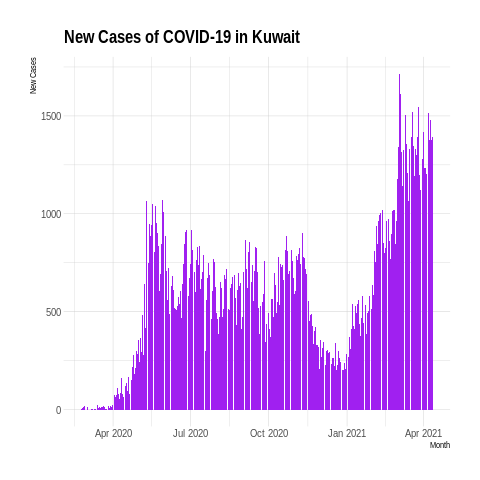 New Cases of COVID-19 in Kuwait
New Cases
1500
1000
500
0
Apr 2020 Jul 2020 Oct 2020 Jan 2021 Apr 2021
Month